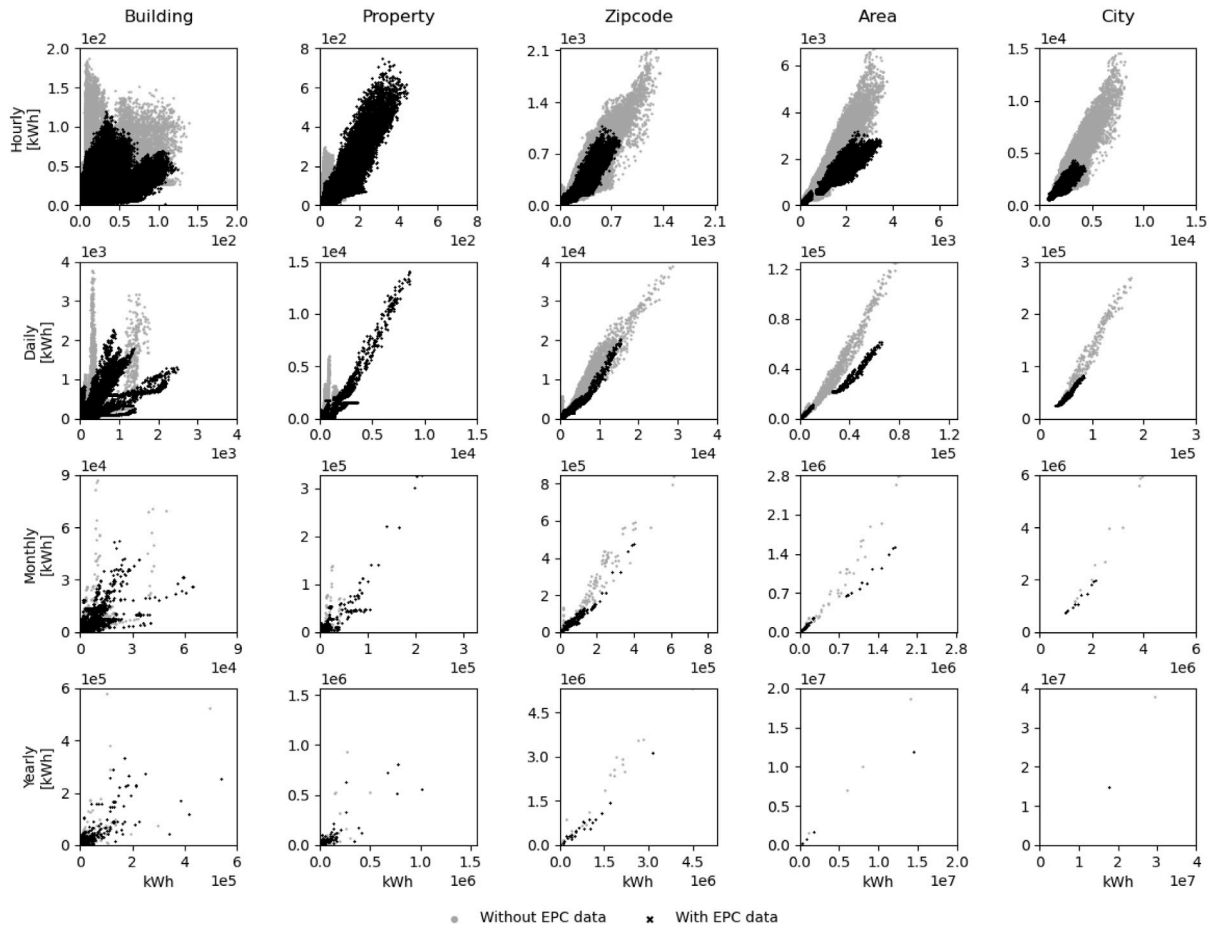 Building Property Zipcode Area City
1e2 1e2 1e3 1e3 1e4
Hourly
[kWh]
2.0 8 2.1 6 1.5
1.5 6 1.4 4 1.0
1.0 4 0.7 2 0.5
0.5 2
0.0 0 0.0 0 0.0
0.0 0.5 1.0 1.5 2.0 0 2 4 6 8 0.0 0.7 1.4 2.1 0 2 4 6 0.0 0.5 1.0 1.5
1e2 1e2 1e3 1e3 1e4
1e3 1e4 1e4 1e5 1e5
Daily
[kWh]
4 1.5 4 1.2 3
3 1.0 3 0.8 2
2 0.5 2 0.4 1
1 1
0 0.0 0 0.0 0
0 1 2 3 4 0.0 0.5 1.0 1.5 0 1 2 3 4 0.0 0.4 0.8 1.2 0 1 2 3
1e3 1e4 1e4 1e5 1e5
1e4 1e5 1e5 1e6 1e6
Monthly
[kWh]
9 3 8 2.8 6
6 2 6 2.1 4
3 1 4 1.4 2
2 0.7
0 0 0 0.0 0
0 3 6 9 0 1 2 3 0 2 4 6 8 0.0 0.7 1.4 2.1 2.8 0 2 4 6
1e4 1e5 1e5 1e6 1e6
1e5 1e6 1e6 1e7 1e7
Yearly
[kWh]
6 1.5 4.5 2.0 4
4 1.0 3.0 1.5 3
2 0.5 1.5 1.0 2
0.5 1
0 0.0 0.0 0.0 0
0 2 4 6 0.0 0.5 1.0 1.5 0.0 1.5 3.0 4.5 0.0 0.5 1.0 1.5 2.0 0 1 2 3 4
kWh 1e5 kWh 1e6 kWh 1e6 kWh 1e7 kWh 1e7
Without EPC data With EPC data